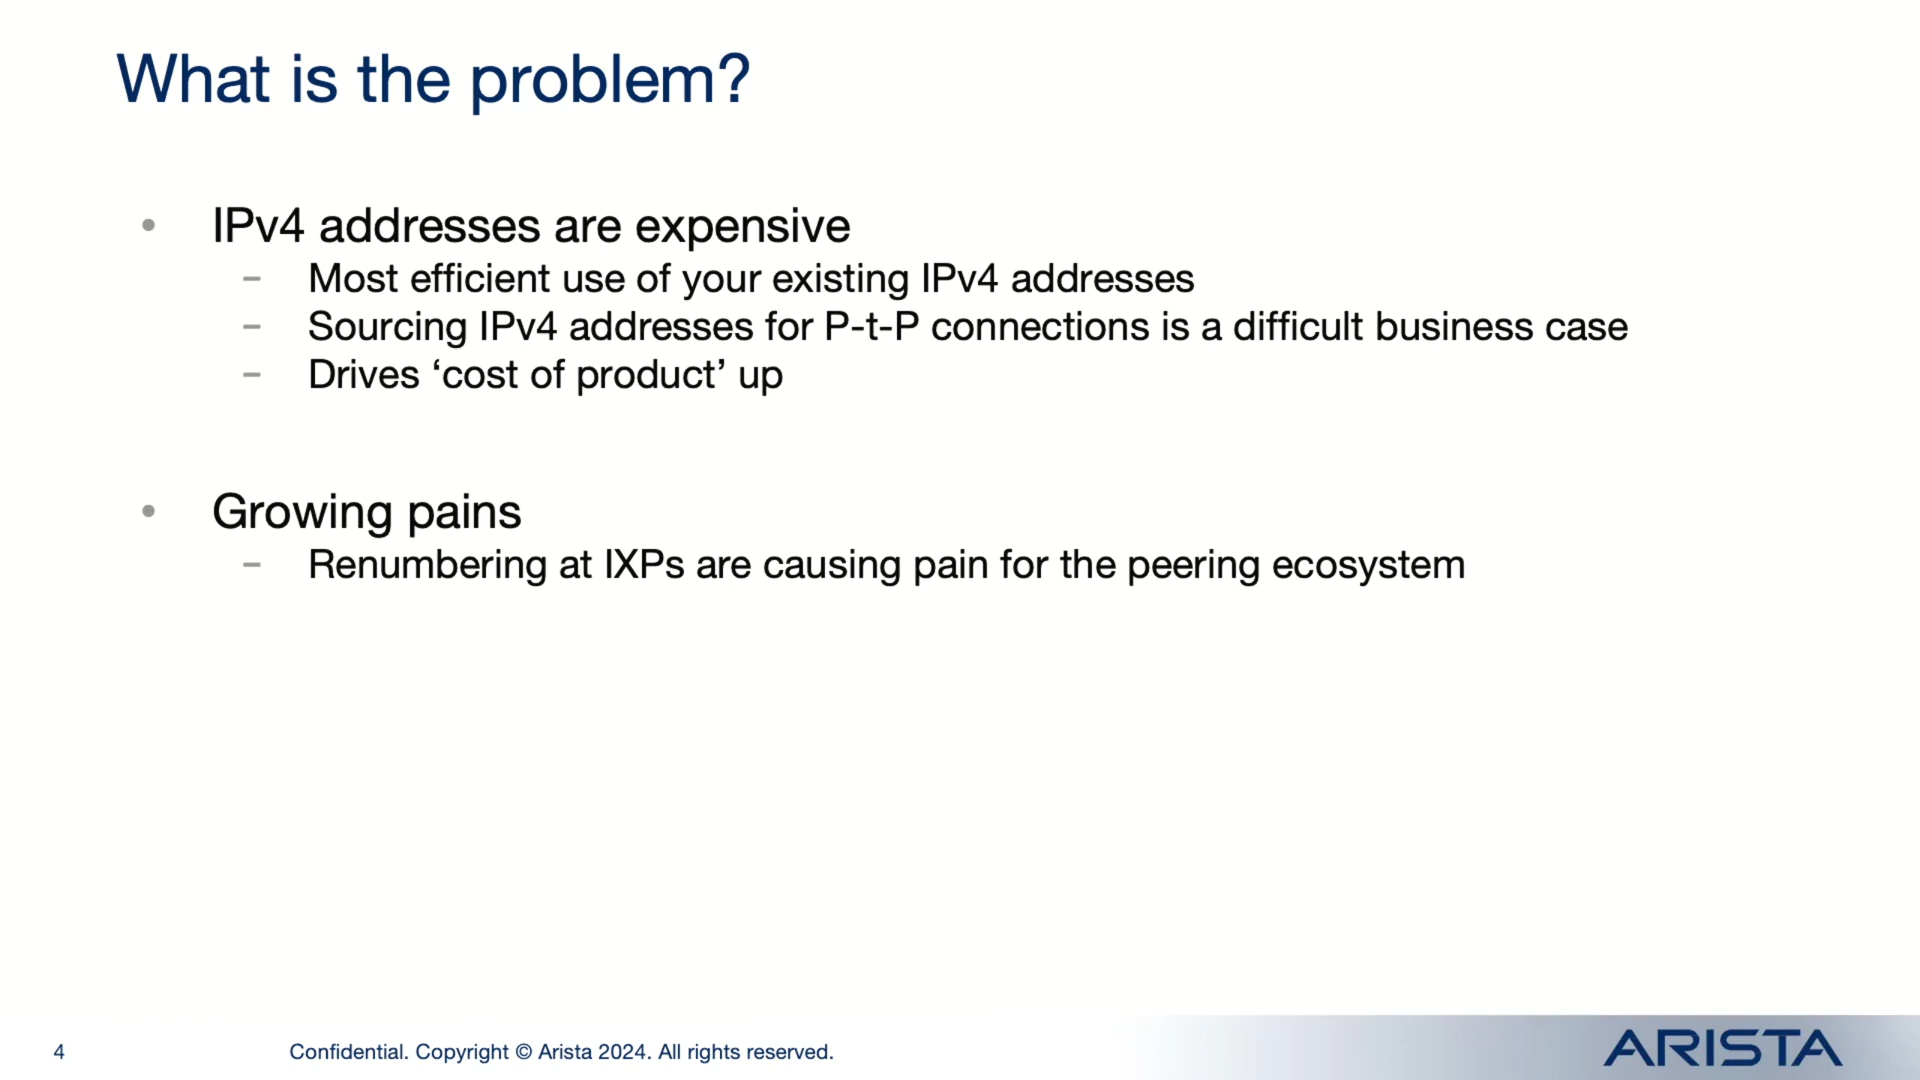 What is the problem?
• IPv4 addresses are expensive
– Most efficient use of your existing IPv4 addresses
– Sourcing IPv4 addresses for P-t-P connections is a difficult business case
– Drives ‘cost of product’ up
• Growing pains
– Renumbering at IXPs are causing pain for the peering ecosystem
4
Confidential. Copyright © Arista 2024. All rights reserved.
ARISTA